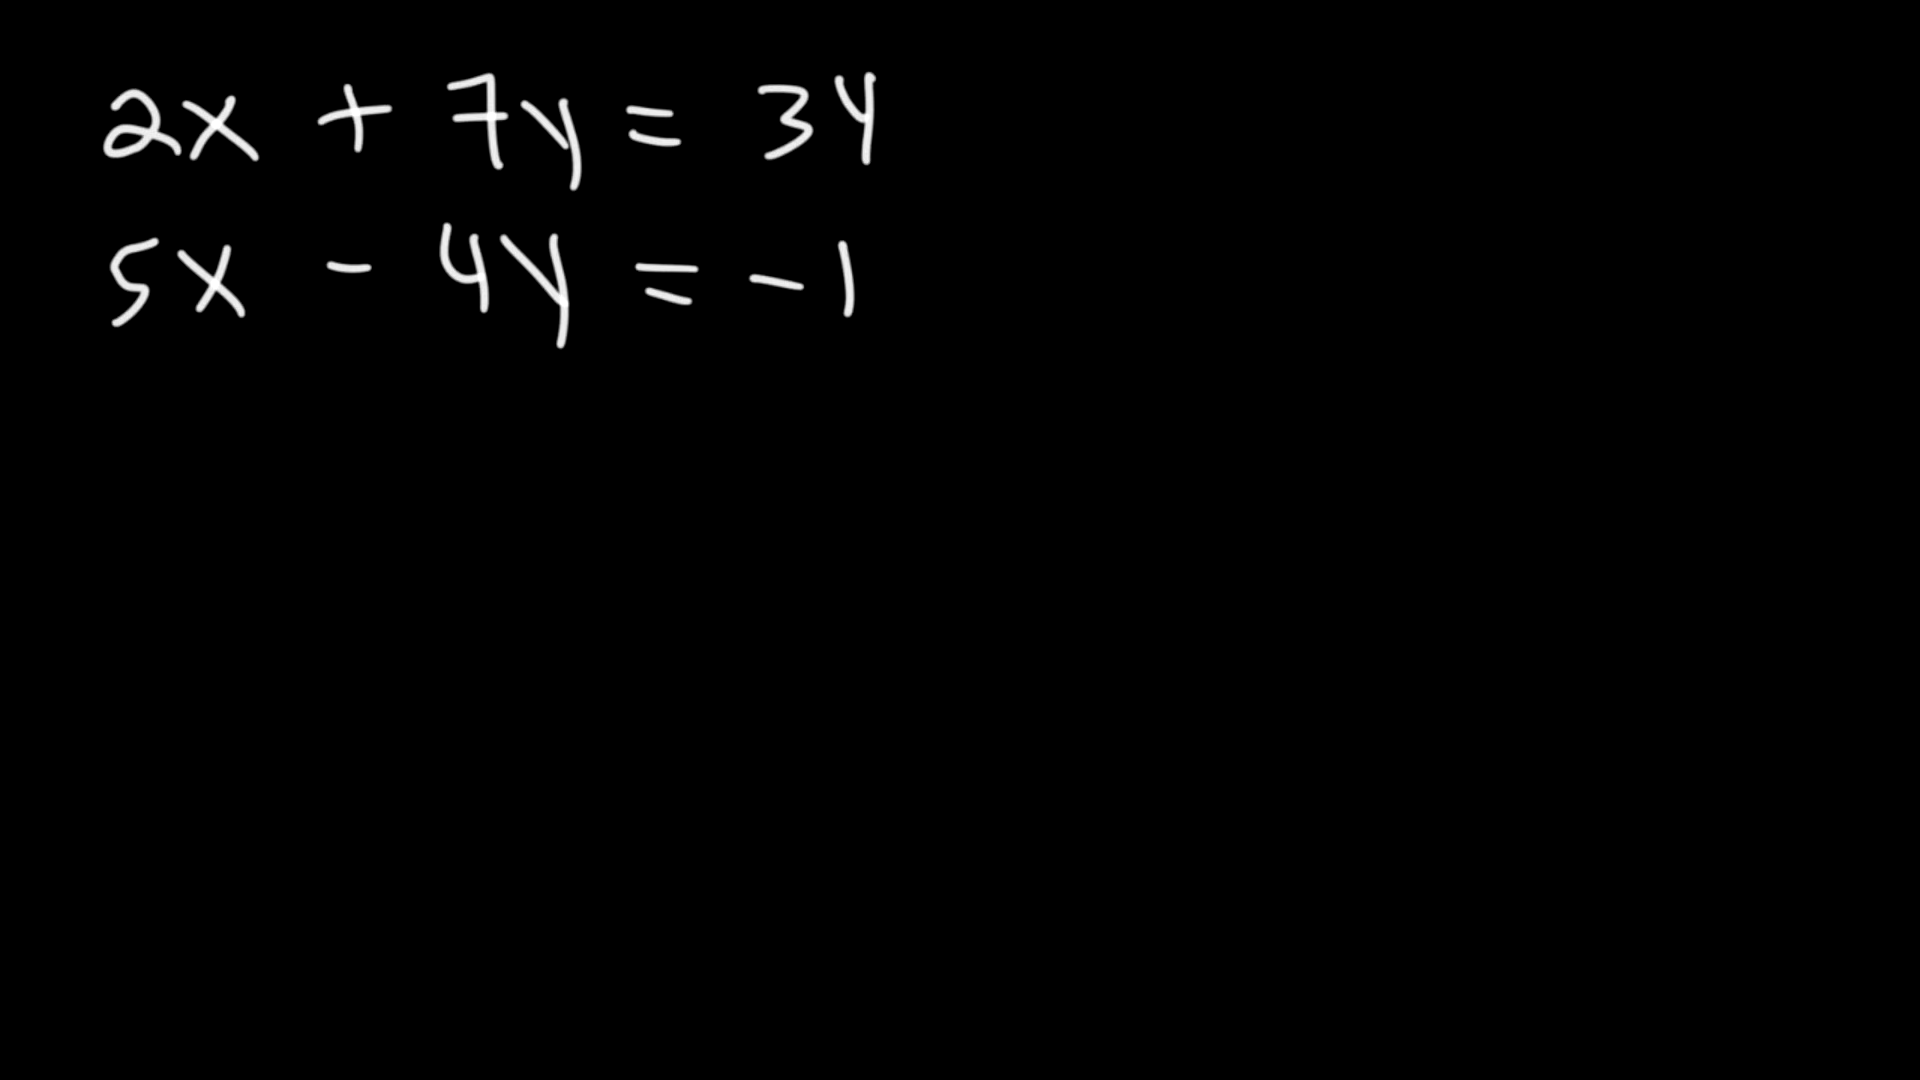 2x + 7y = 34
5x - 4y = -1